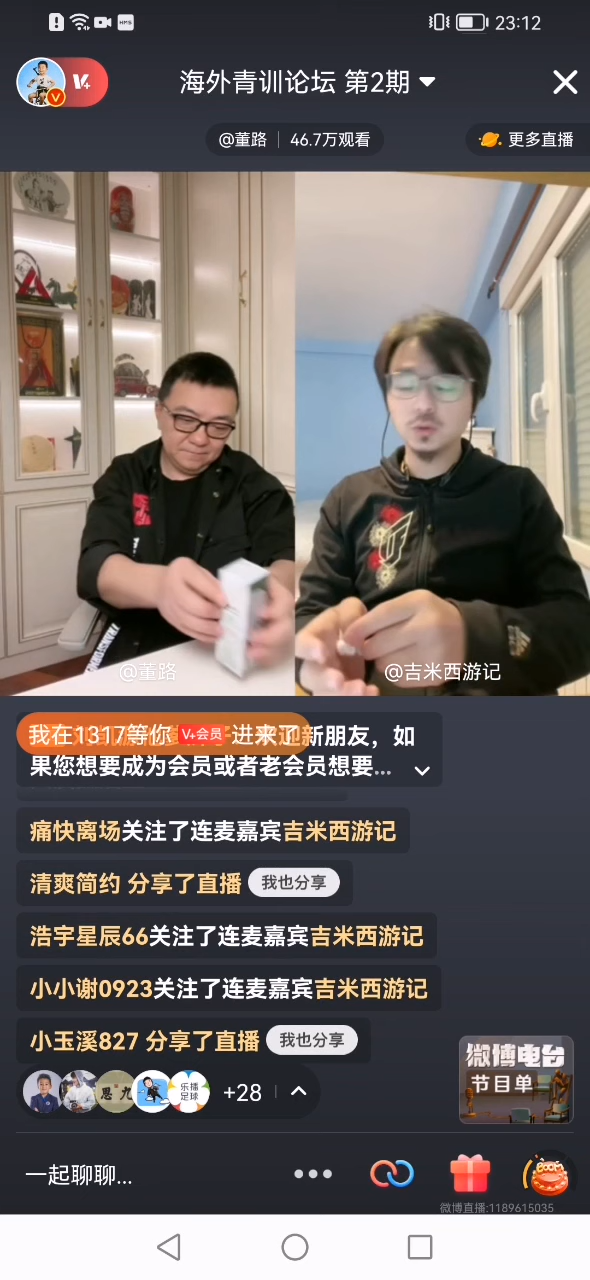 23:12
V4
海外青训论坛 第2期
@董路 46.7万观看
更多直播
@董路
@吉米西游记
我在1317等你 V+会员 进来了新朋友，如
果您想要成为会员或者老会员想要...
痛快离场关注了连麦嘉宾吉米西游记
清爽简约 分享了直播 我也分享
浩宇星辰66关注了连麦嘉宾吉米西游记
小小谢0923关注了连麦嘉宾吉米西游记
小玉溪827 分享了直播 我也分享
微博电台
节目单
乐播
足球
+28
一起聊聊...
微博直播:1189615035